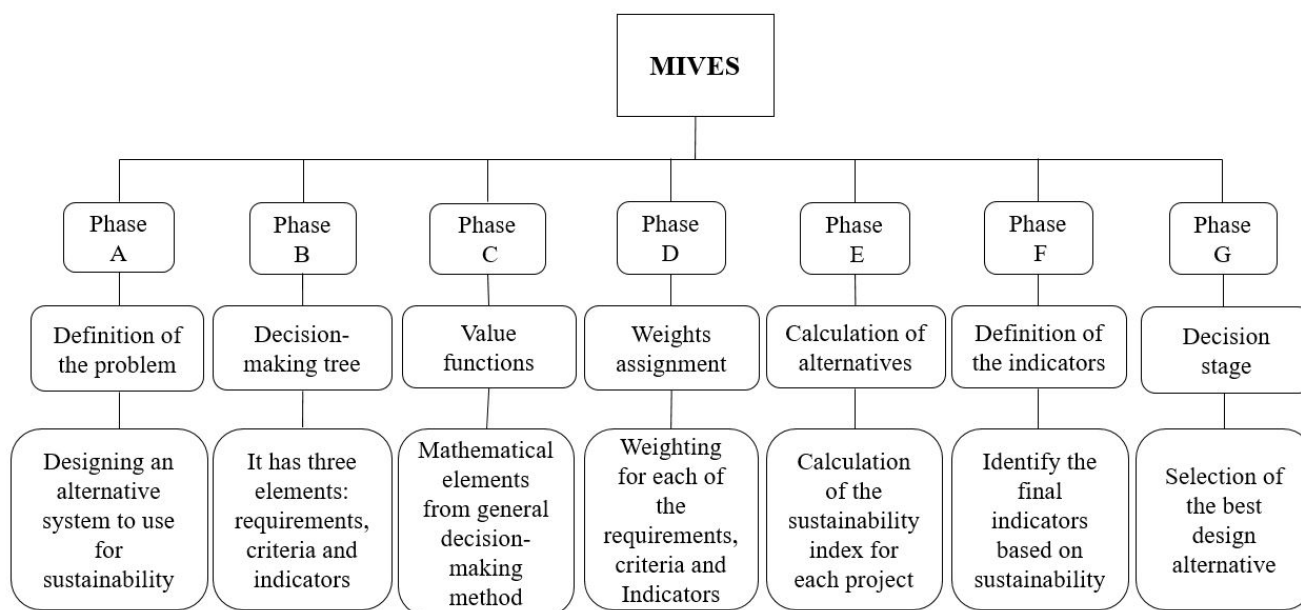 MIVES
Phase
A
Phase
B
Phase
C
Phase
D
Phase
E
Phase
F
Phase
G
Definition of
the problem
Decision-
making tree
Value
functions
Weights
assignment
Calculation of
alternatives
Definition of
the indicators
Decision
stage
Designing an
alternative
system to use
for
sustainability
It has three
elements:
requirements,
criteria and
indicators
Mathematical
elements
from general
decision-
making
method
Weighting
for each of
the
requirements,
criteria and
Indicators
Calculation
of the
sustainability
index for
each project
Identify the
final
indicators
based on
sustainability
Selection of
the best
design
alternative